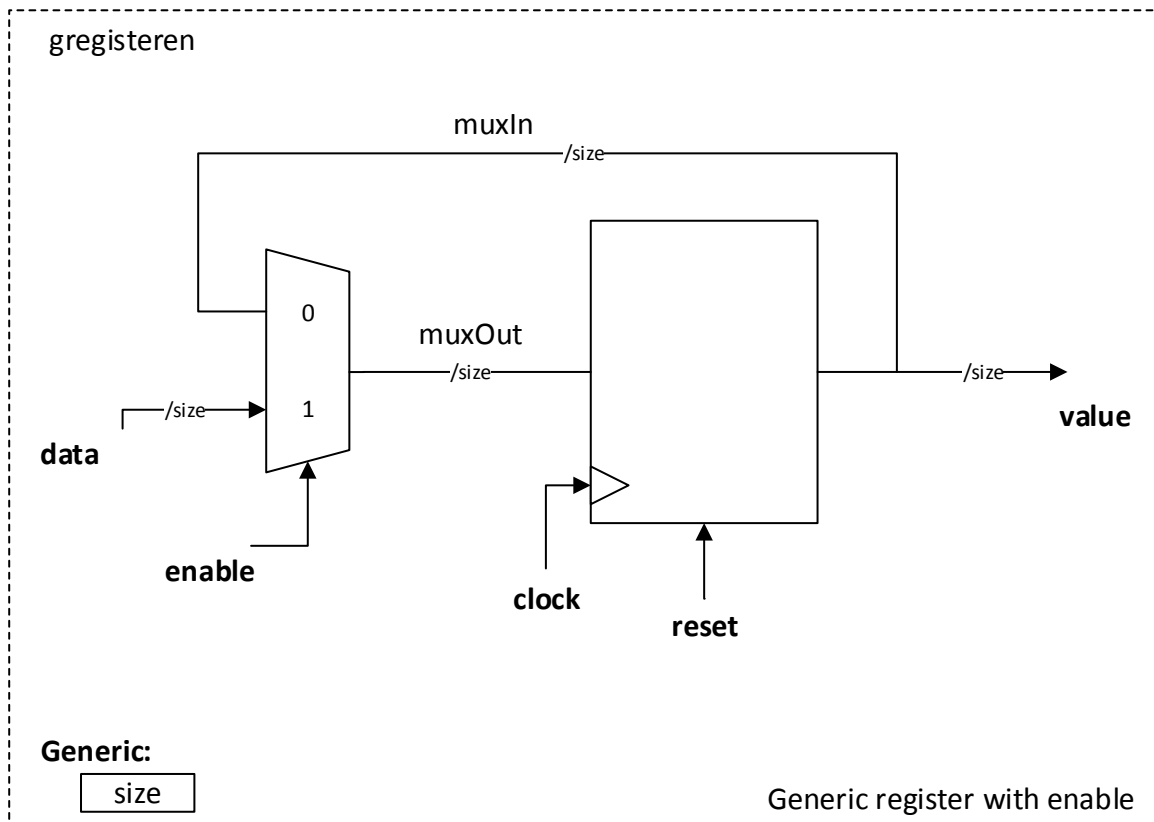 gregisteren
muxIn
/size
0
muxOut
/size
/size
1
/size
value
data
enable
clock
reset
Generic:
size
Generic register with enable